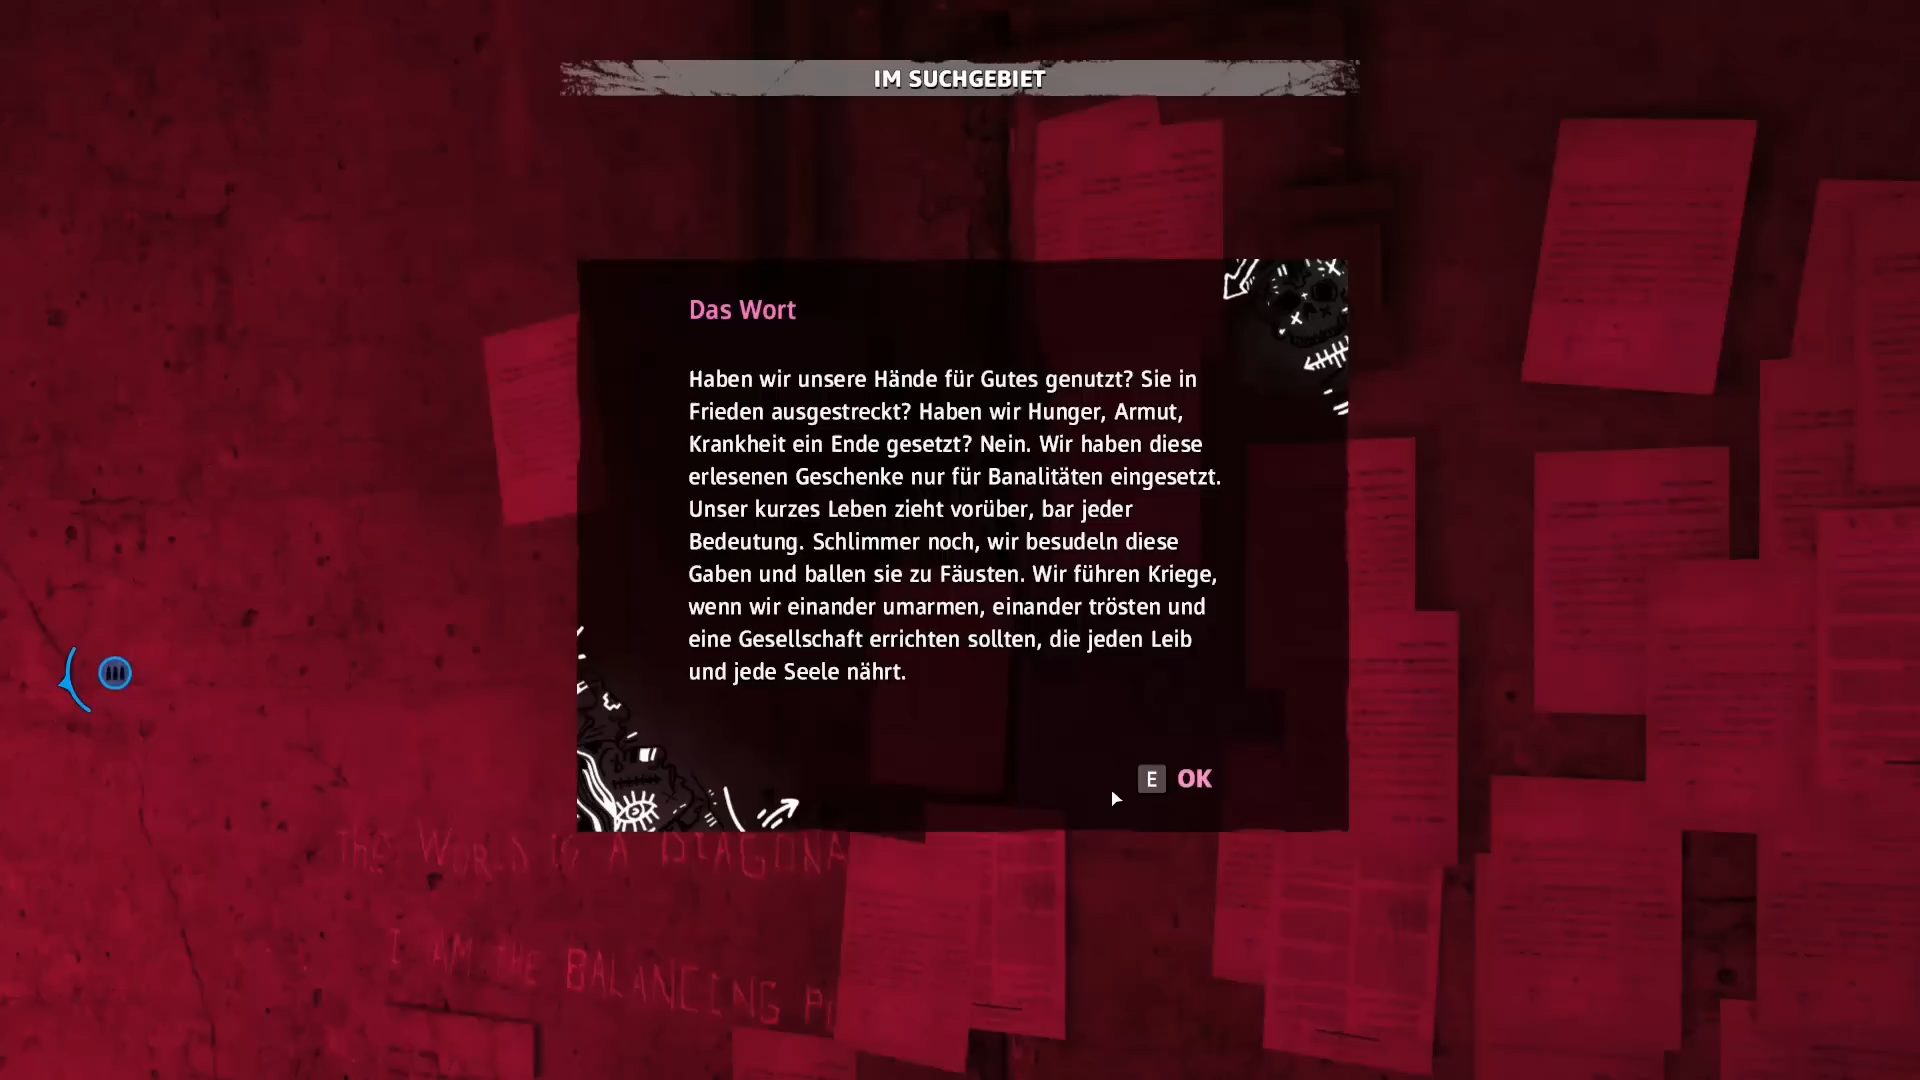 IM SUCHGEBIET
Das Wort
Haben wir unsere Hände für Gutes genutzt? Sie in
Frieden ausgestreckt? Haben wir Hunger, Armut,
Krankheit ein Ende gesetzt? Nein. Wir haben diese
erlesenen Geschenke nur für Banalitäten eingesetzt.
Unser kurzes Leben zieht vorüber, bar jeder
Bedeutung. Schlimmer noch, wir besudeln diese
Gaben und ballen sie zu Fäusten. Wir führen Kriege,
wenn wir einander umarmen, einander trösten und
eine Gesellschaft errichten sollten, die jeden Leib
und jede Seele nährt.
E OK
THE WORLD IS A DIAGONA
I AM THE BALANCING